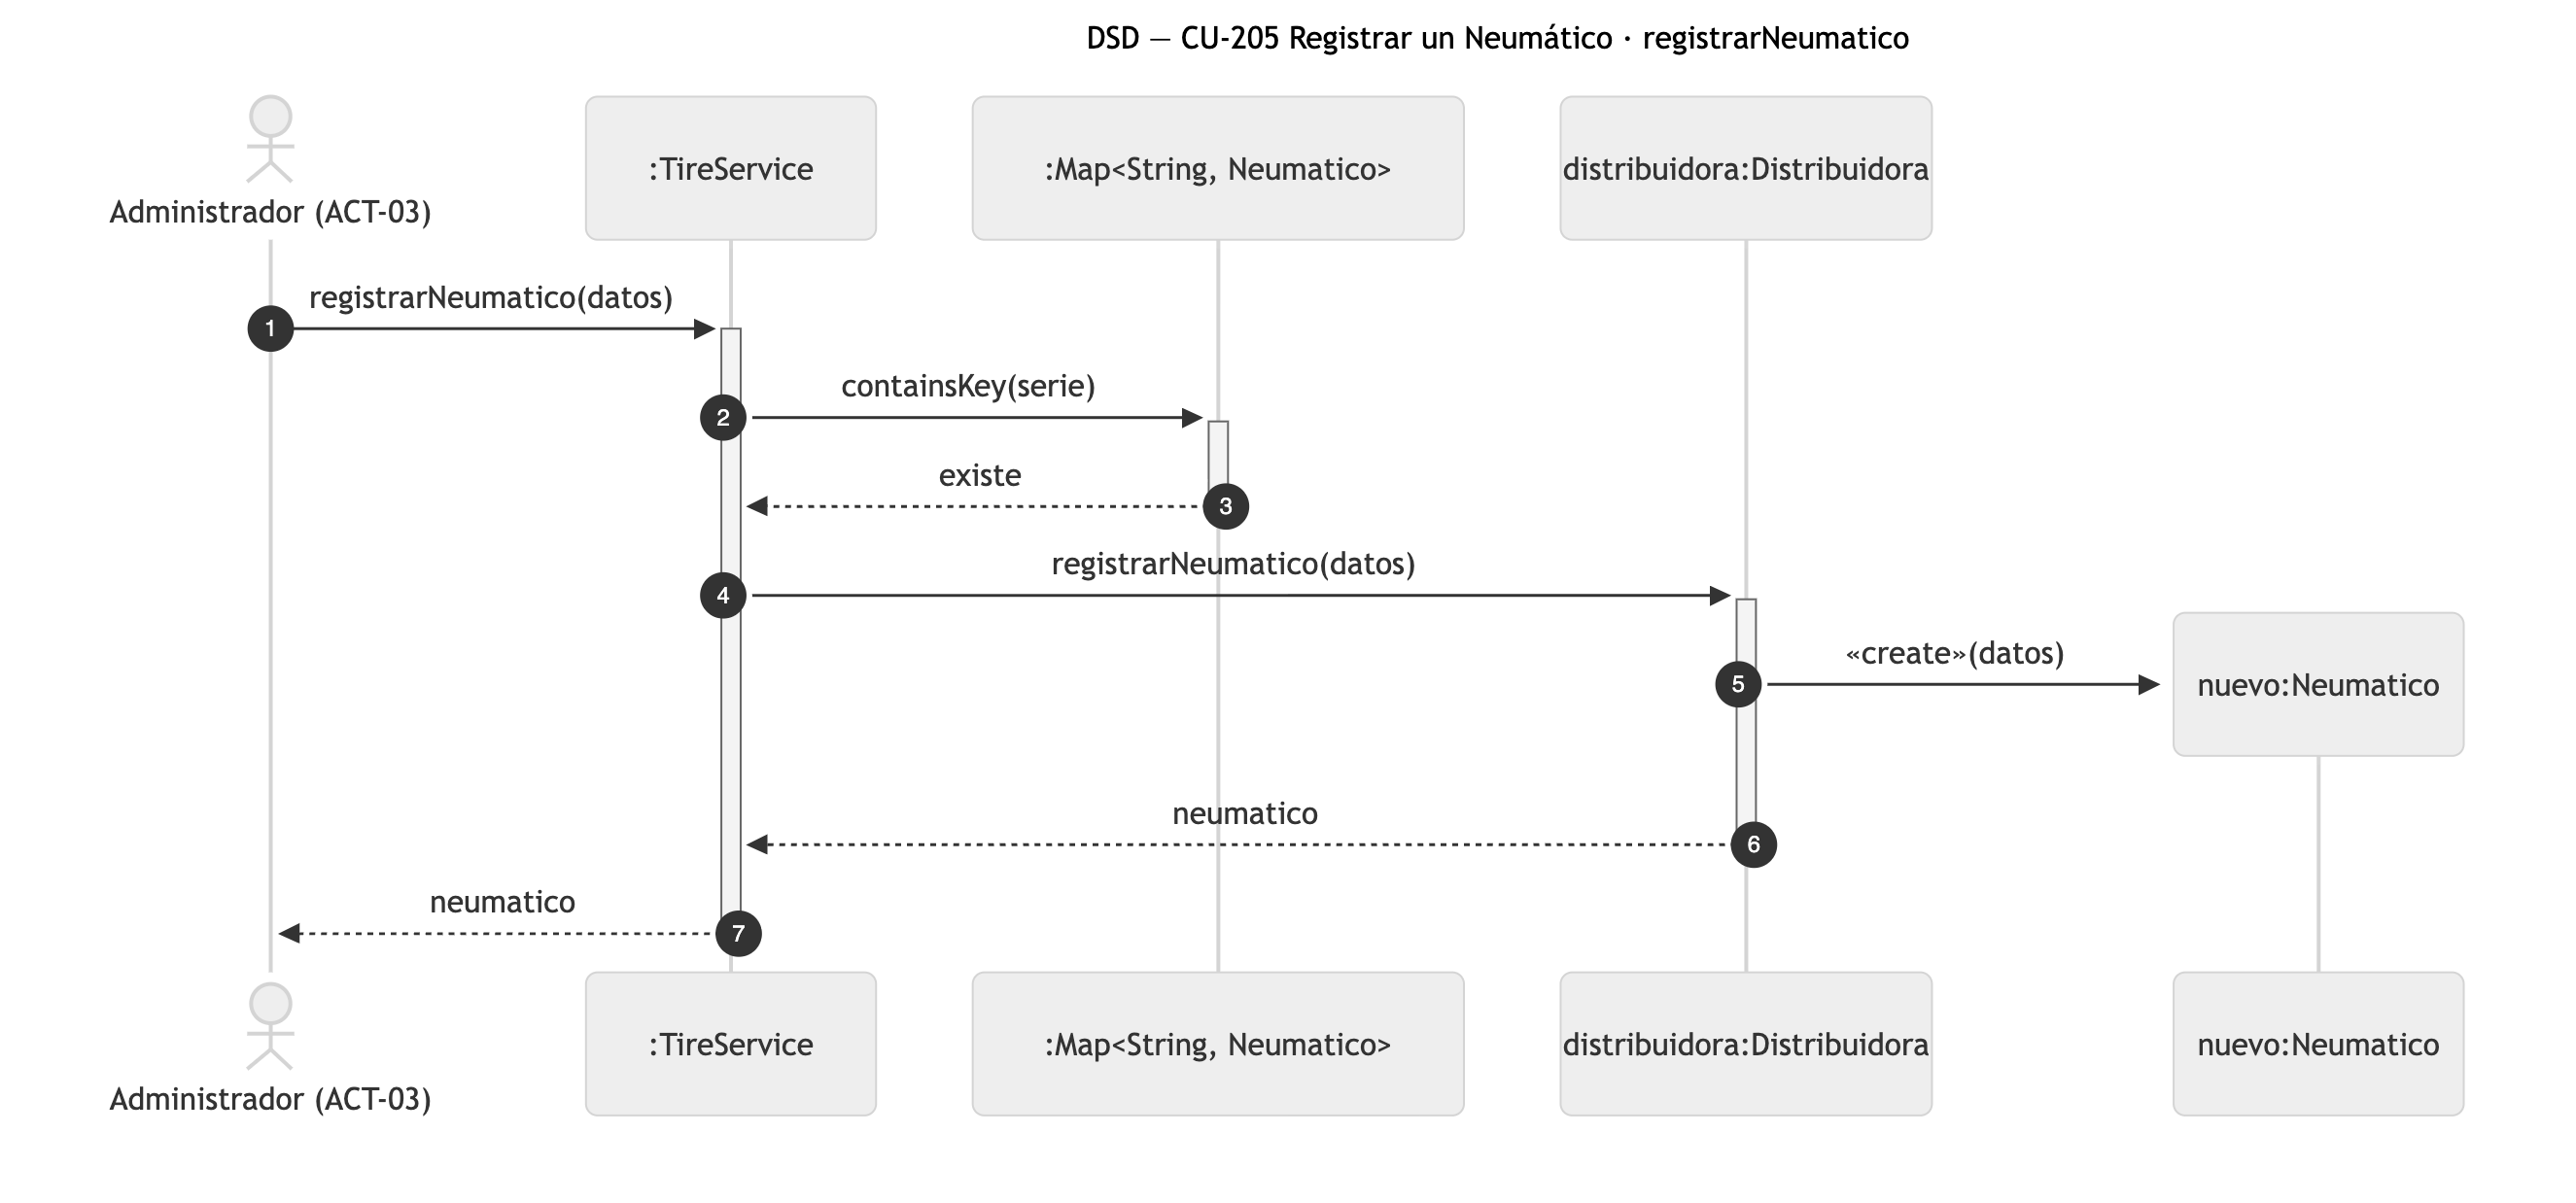 DSD — CU-205 Registrar un Neumático · registrarNeumatico
Administrador (ACT-03)
:TireService
:Map<String, Neumatico>
distribuidora:Distribuidora
registrarNeumatico(datos)
1
containsKey(serie)
2
existe
3
registrarNeumatico(datos)
4
«create»(datos)
5
nuevo:Neumatico
neumatico
6
neumatico
7
Administrador (ACT-03)
:TireService
:Map<String, Neumatico>
distribuidora:Distribuidora
nuevo:Neumatico